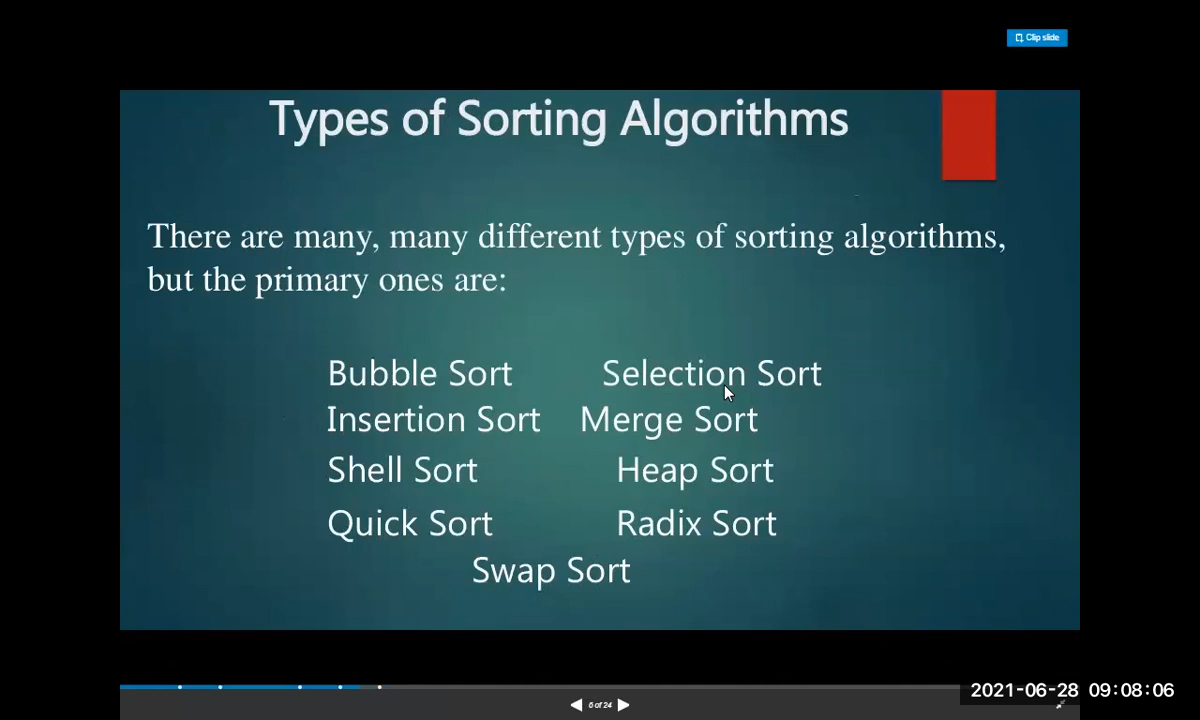 Clip slide
Types of Sorting Algorithms
There are many, many different types of sorting algorithms,
but the primary ones are:
Bubble Sort Selection Sort
Insertion Sort Merge Sort
Shell Sort Heap Sort
Quick Sort Radix Sort
Swap Sort
2021-06-28 09:08:06
6 of 24